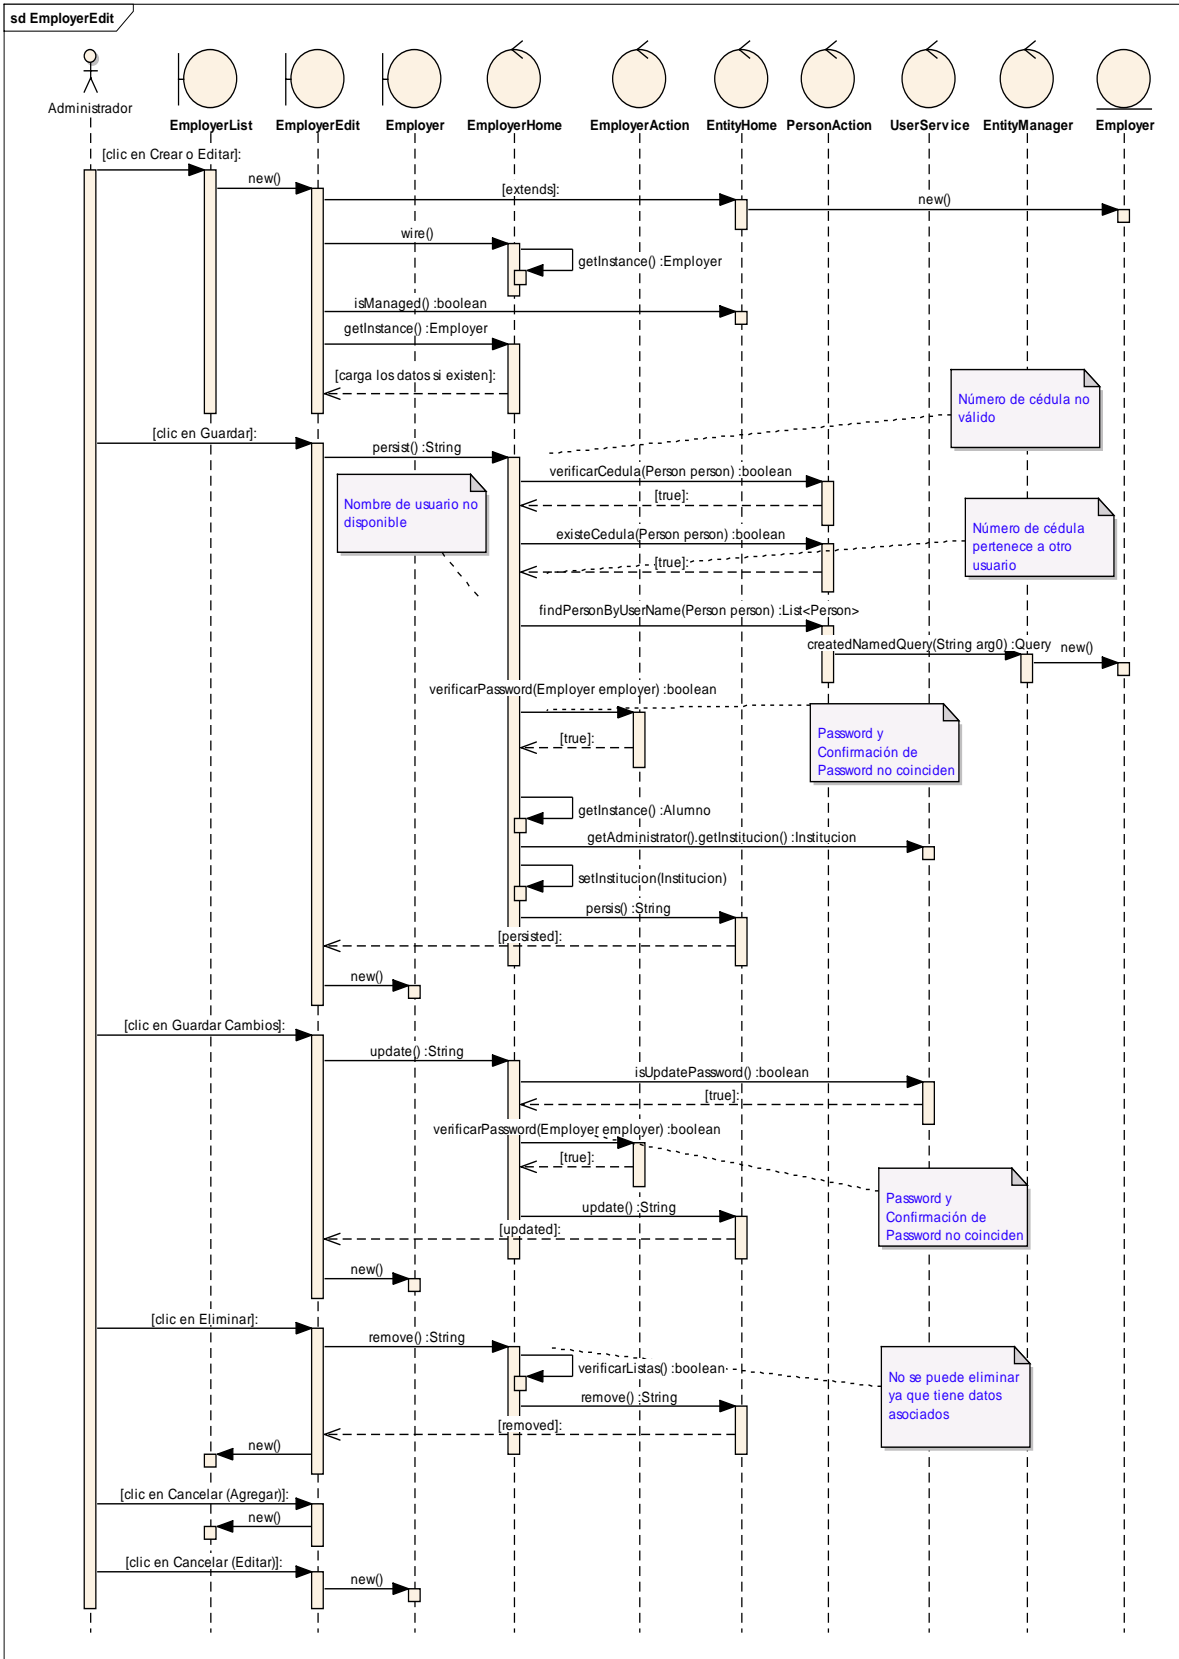 sd EmployerEdit
Administrador
EmployerList
EmployerEdit
Employer
EmployerHome
EmployerAction
EntityHome
PersonAction
UserService
EntityManager
Employer
[clic en Crear o Editar]:
new()
[extends]:
new()
wire()
getInstance() :Employer
isManaged() :boolean
getInstance() :Employer
[carga los datos si existen]:
Número de cédula no
válido
[clic en Guardar]:
persist() :String
verificarCedula(Person person) :boolean
[true]:
Nombre de usuario no
disponible
Número de cédula
pertenece a otro
usuario
existeCedula(Person person) :boolean
[true]:
findPersonByUserName(Person person) :List<Person>
createdNamedQuery(String arg0) :Query
new()
verificarPassword(Employer employer) :boolean
[true]:
Password y
Confirmación de
Password no coinciden
getInstance() :Alumno
getAdministrator().getInstitucion() :Institucion
setInstitucion(Institucion)
persis() :String
[persisted]:
new()
[clic en Guardar Cambios]:
update() :String
isUpdatePassword() :boolean
[true]:
verificarPassword(Employer employer) :boolean
[true]:
Password y
Confirmación de
Password no coinciden
update() :String
[updated]:
new()
[clic en Eliminar]:
remove() :String
verificarListas() :boolean
No se puede eliminar
ya que tiene datos
asociados
remove() :String
[removed]:
new()
[clic en Cancelar (Agregar)]:
new()
[clic en Cancelar (Editar)]:
new()